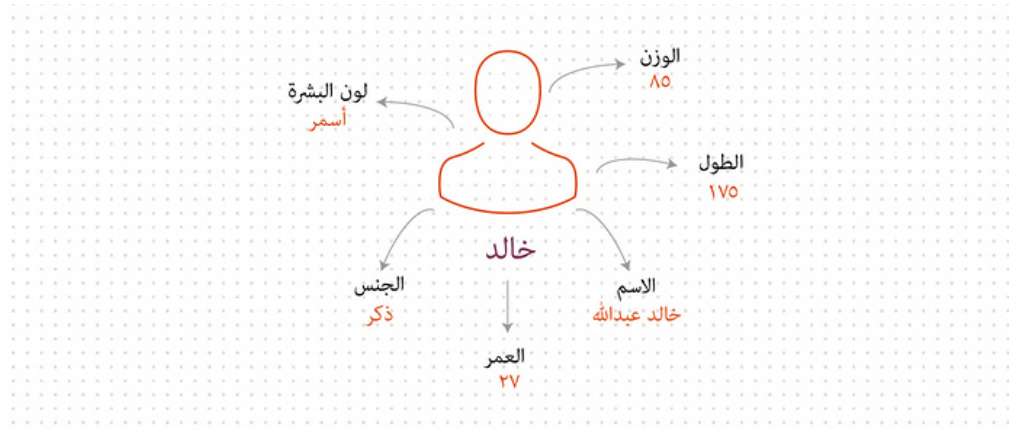 الوزن
٨٥
لون البشرة
أسمر
الطول
١٧٥
خالد
الاسم
خالد عبدالله
الجنس
ذكر
العمر
٢٧